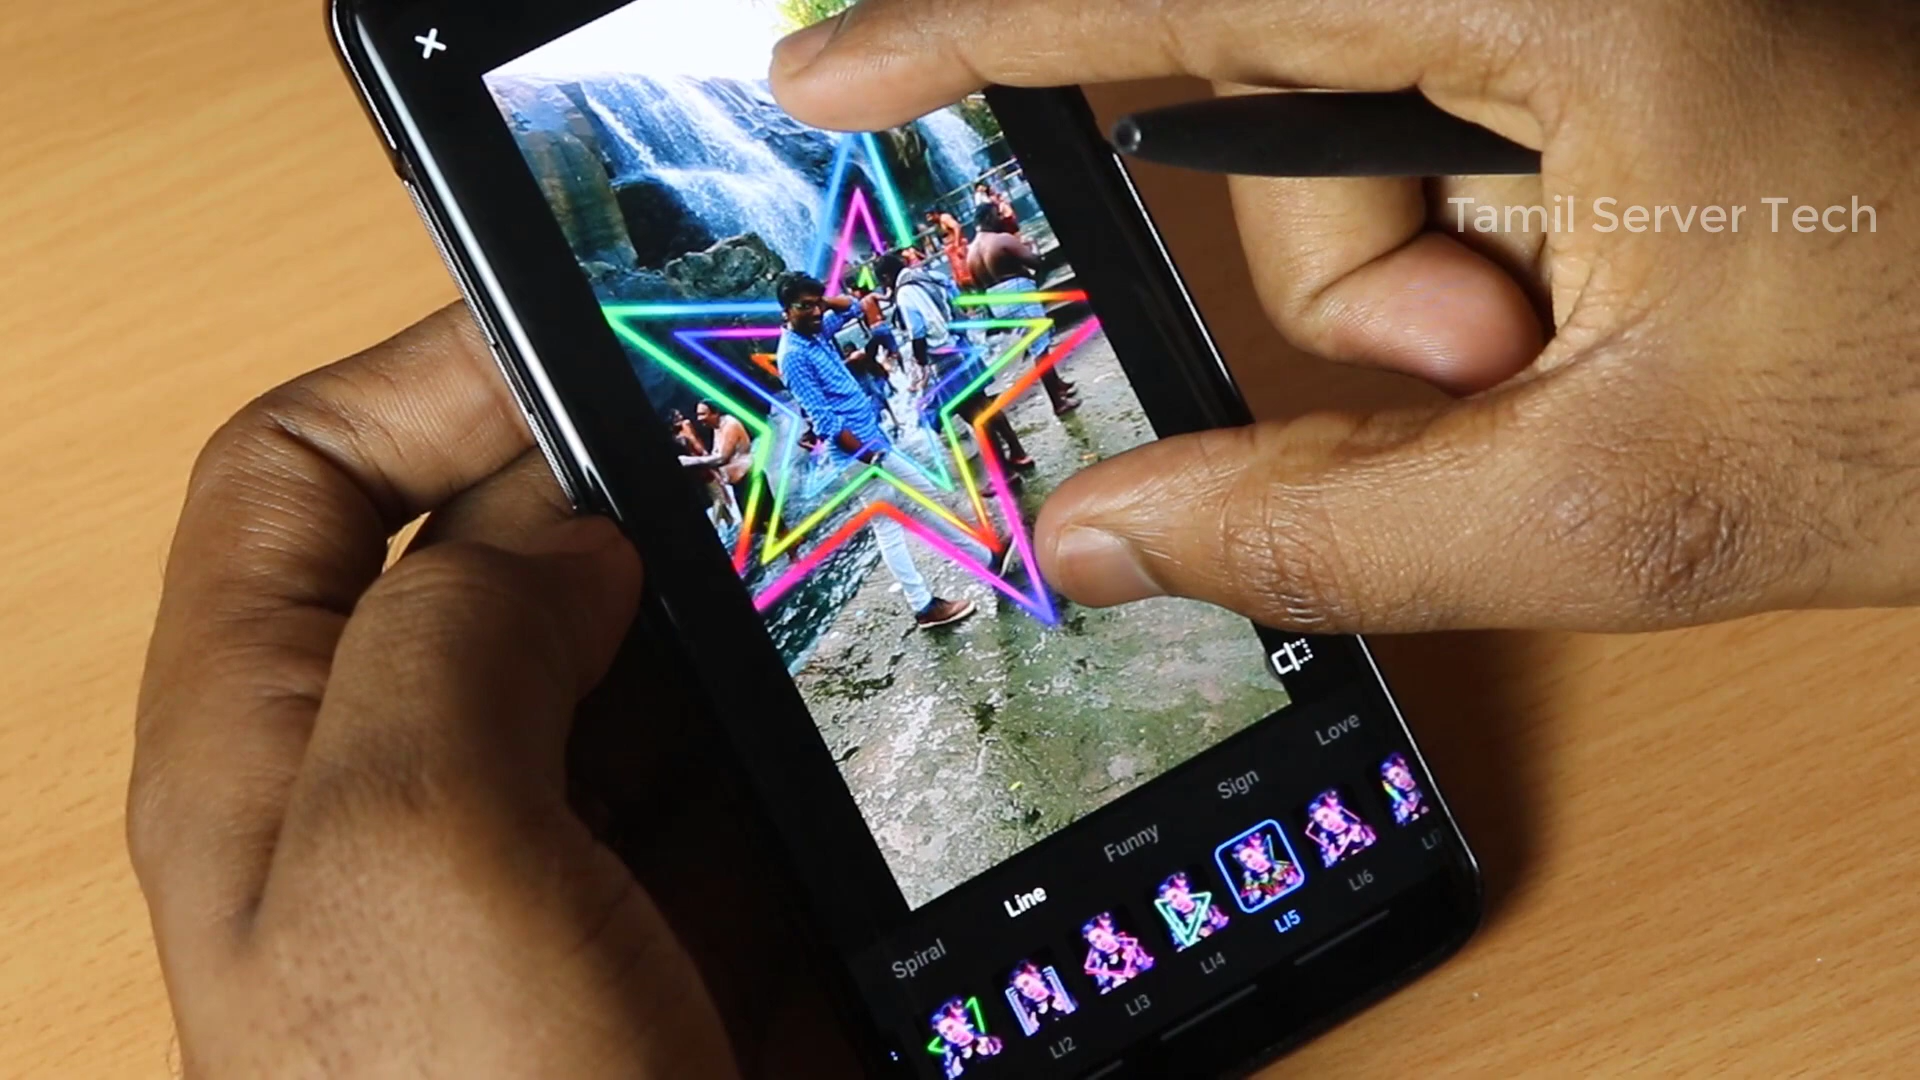 Tamil Server Tech
Spiral
Line
Funny
Sign
Love
LI2
LI3
LI4
LI5
LI6